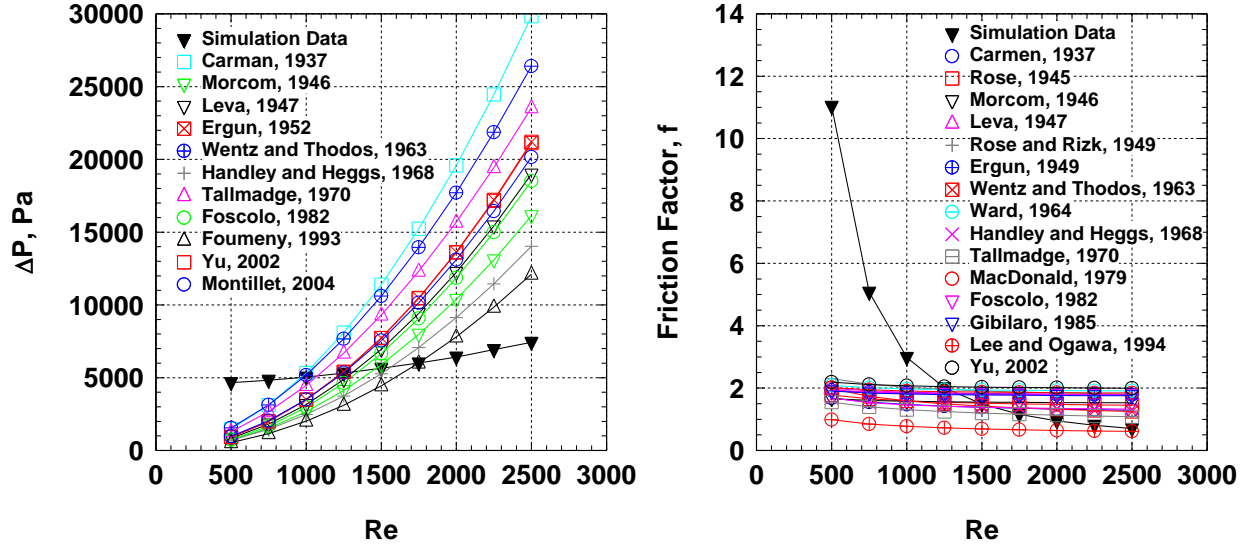 30000
25000
20000
15000
10000
5000
0
0 500 1000 1500 2000 2500 3000
ΔP, Pa
Re
Simulation Data
Carman, 1937
Morcom, 1946
Leva, 1947
Ergun, 1952
Wentz and Thodos, 1963
Handley and Heggs, 1968
Tallmadge, 1970
Foscolo, 1982
Foumeny, 1993
Yu, 2002
Montillet, 2004
14
12
10
8
6
4
2
0
0 500 1000 1500 2000 2500 3000
Friction Factor, f
Re
Simulation Data
Carmen, 1937
Rose, 1945
Morcom, 1946
Leva, 1947
Rose and Rizk, 1949
Ergun, 1949
Wentz and Thodos, 1963
Ward, 1964
Handley and Heggs, 1968
Tallmadge, 1970
MacDonald, 1979
Foscolo, 1982
Gibilaro, 1985
Lee and Ogawa, 1994
Yu, 2002